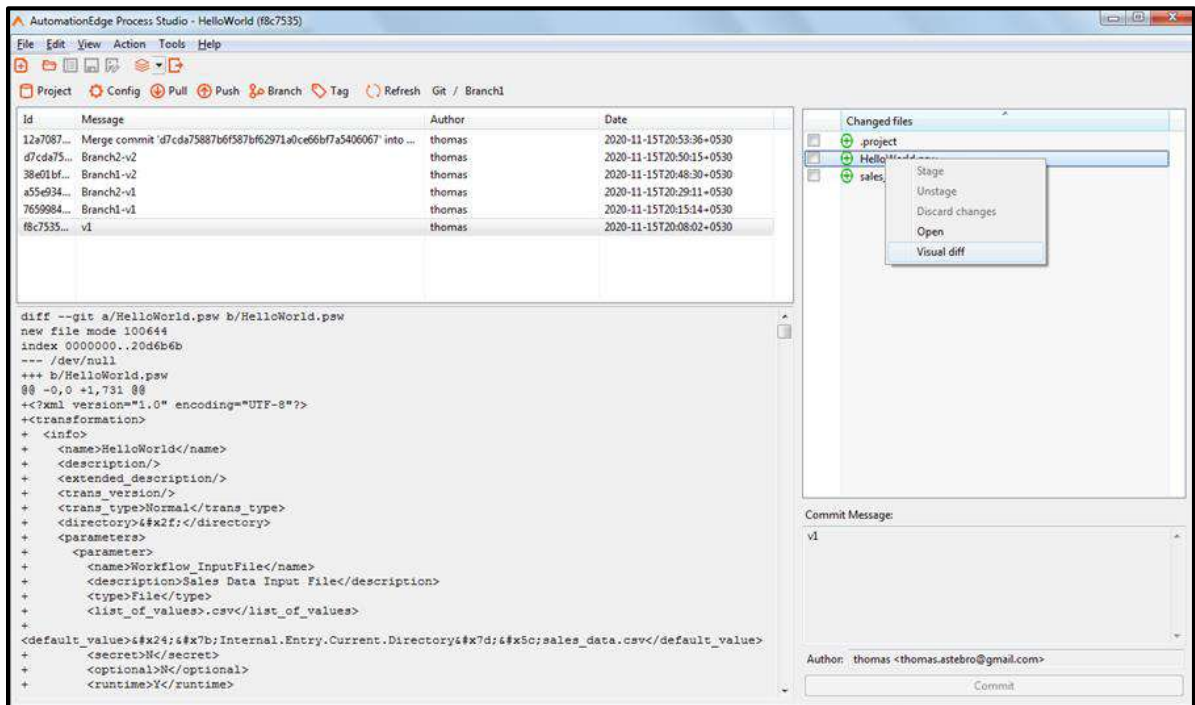 AutomationEdge Process Studio - HelloWorld (f8c7535)
File Edit View Action Tools Help
Project Config Pull Push Branch Tag Refresh Git / Branch1
Id Message Author Date
12a7087... Merge commit 'd7cda75887b6f587bf62971a0ce66bf7a5406067' into ... thomas 2020-11-15T20:53:36+0530
d7cda75... Branch2-v2 thomas 2020-11-15T20:50:15+0530
38e01bf... Branch1-v2 thomas 2020-11-15T20:48:30+0530
a55e934... Branch2-v1 thomas 2020-11-15T20:29:11+0530
7659984... Branch1-v1 thomas 2020-11-15T20:15:14+0530
f8c7535... v1 thomas 2020-11-15T20:08:02+0530
Changed files
.project
sales_
Stage
Unstage
Discard changes
Open
Visual diff
diff --git a/HelloWorld.psw b/HelloWorld.psw
new file mode 100644
index 0000000..20d6b6b
--- /dev/null
+++ b/HelloWorld.psw
@@ -0,0 +1,731 @@
+<?xml version="1.0" encoding="UTF-8"?>
+<transformation>
+ <info>
+ <name>HelloWorld</name>
+ <description/>
+ <extended_description/>
+ <trans_version/>
+ <trans_type>Normal</trans_type>
+ <directory>&#x2f;</directory>
+ <parameters>
+ <parameter>
+ <name>Workflow_InputFile</name>
+ <description>Sales Data Input File</description>
+ <type>File</type>
+ <list_of_values>.csv</list_of_values>
+
<default_value>&#x24;&#x7b;Internal.Entry.Current.Directory&#x7d;&#x5c;sales_data.csv</default_value>
+ <secret>N</secret>
+ <optional>N</optional>
+ <runtime>Y</runtime>
Commit Message:
v1
Author: thomas <thomas.astebro@gmail.com>
Commit